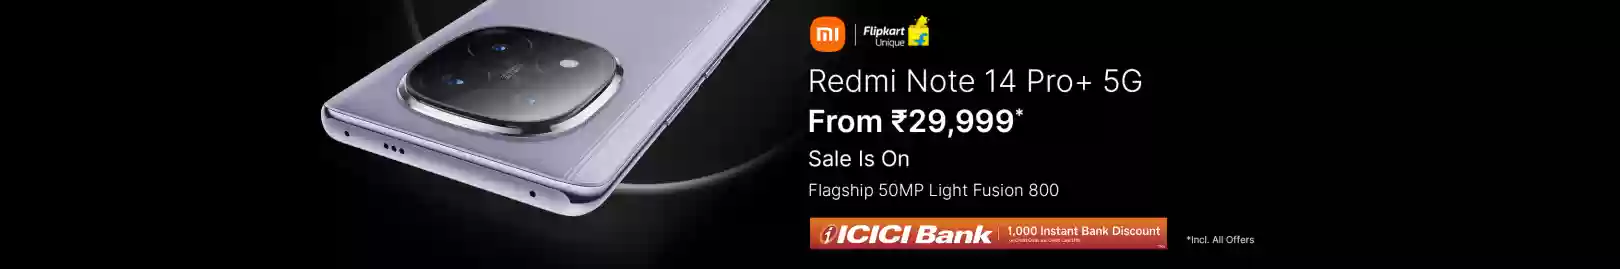 mi
Flipkart
Unique
Redmi Note 14 Pro+ 5G
From ₹29,999*
Sale Is On
Flagship 50MP Light Fusion 800
ICICI Bank
1,000 Instant Bank Discount
*Incl. All Offers